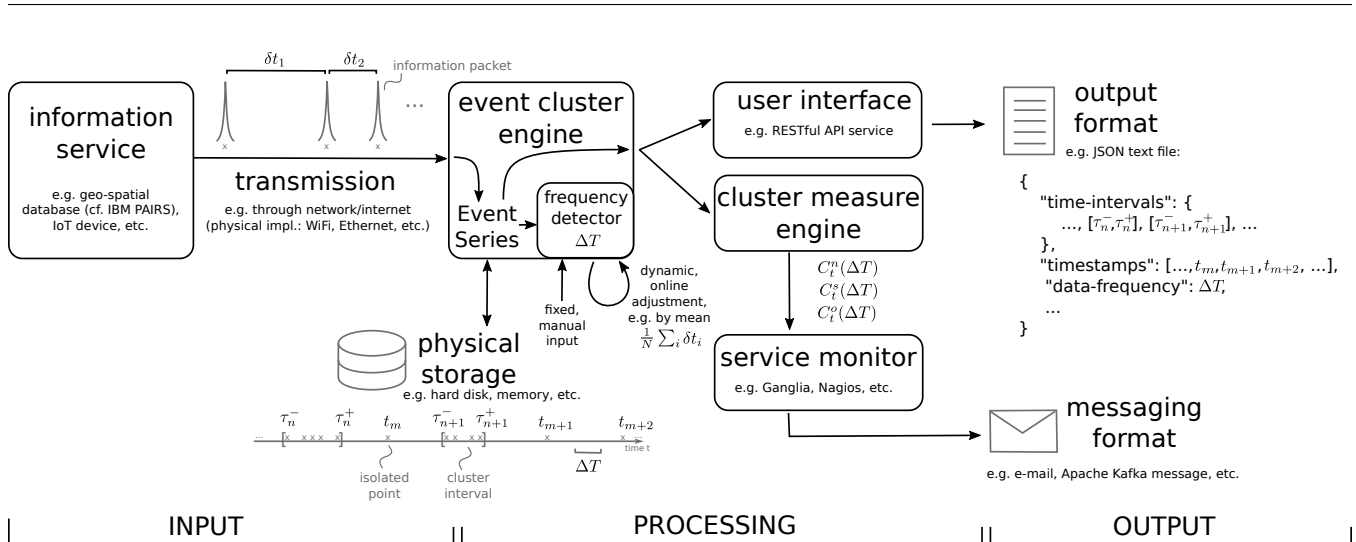 δt₁
δt₂
information packet
...
information
service
e.g. geo-spatial
database (cf. IBM PAIRS),
IoT device, etc.
x
x
x
transmission
e.g. through network/internet
(physical impl.: WiFi, Ethernet, etc.)
event cluster
engine
Event
Series
frequency
detector
ΔT
fixed,
manual
input
dynamic,
online
adjustment,
e.g. by mean
1/N ∑ᵢ δtᵢ
physical
storage
e.g. hard disk, memory, etc.
τₙ⁻ τₙ⁺ tₘ τₙ₊₁⁻ τₙ₊₁⁺ tₘ₊₁ tₘ₊₂
... [x x x x x] x [x x x x] x x ...
time t
isolated
point
cluster
interval
ΔT
user interface
e.g. RESTful API service
cluster measure
engine
Cₜⁿ(ΔT)
Cₜˢ(ΔT)
Cₜᵒ(ΔT)
service monitor
e.g. Ganglia, Nagios, etc.
output
format
e.g. JSON text file:
{
"time-intervals": {
..., [τₙ⁻,τₙ⁺], [τₙ₊₁⁻,τₙ₊₁⁺], ...
},
"timestamps": [...,tₘ,tₘ₊₁,tₘ₊₂, ...],
"data-frequency": ΔT,
...
}
messaging
format
e.g. e-mail, Apache Kafka message, etc.
INPUT
PROCESSING
OUTPUT